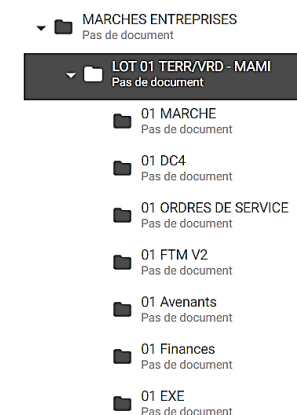 MARCHES ENTREPRISES
Pas de document
LOT 01 TERR/VRD - MAMI
Pas de document
01 MARCHE
Pas de document
01 DC4
Pas de document
01 ORDRES DE SERVICE
Pas de document
01 FTM V2
Pas de document
01 Avenants
Pas de document
01 Finances
Pas de document
01 EXE
Pas de document